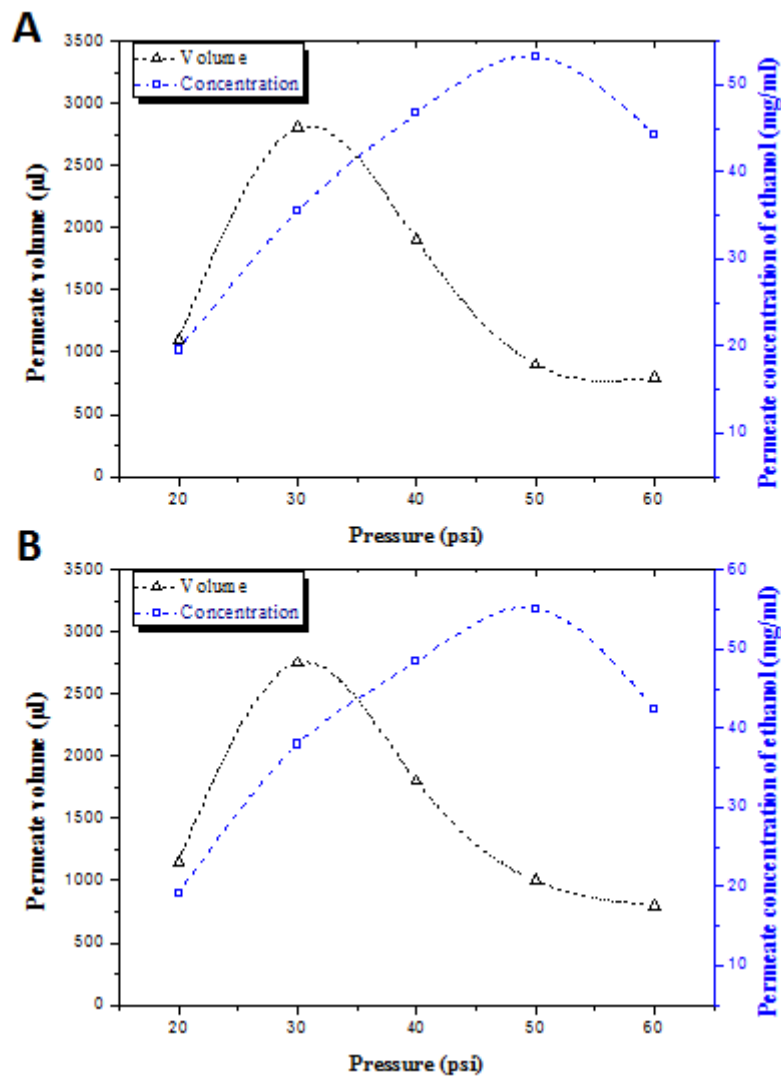 A
Volume
Concentration
3500
3000
2500
2000
1500
1000
500
0
Permeate volume (µl)
50
40
30
20
10
Permeate concentration of ethanol (mg/ml)
20 30 40 50 60
Pressure (psi)
B
Volume
Concentration
3500
3000
2500
2000
1500
1000
500
0
Permeate volume (µl)
60
50
40
30
20
10
Permeate concentration of ethanol (mg/ml)
20 30 40 50 60
Pressure (psi)